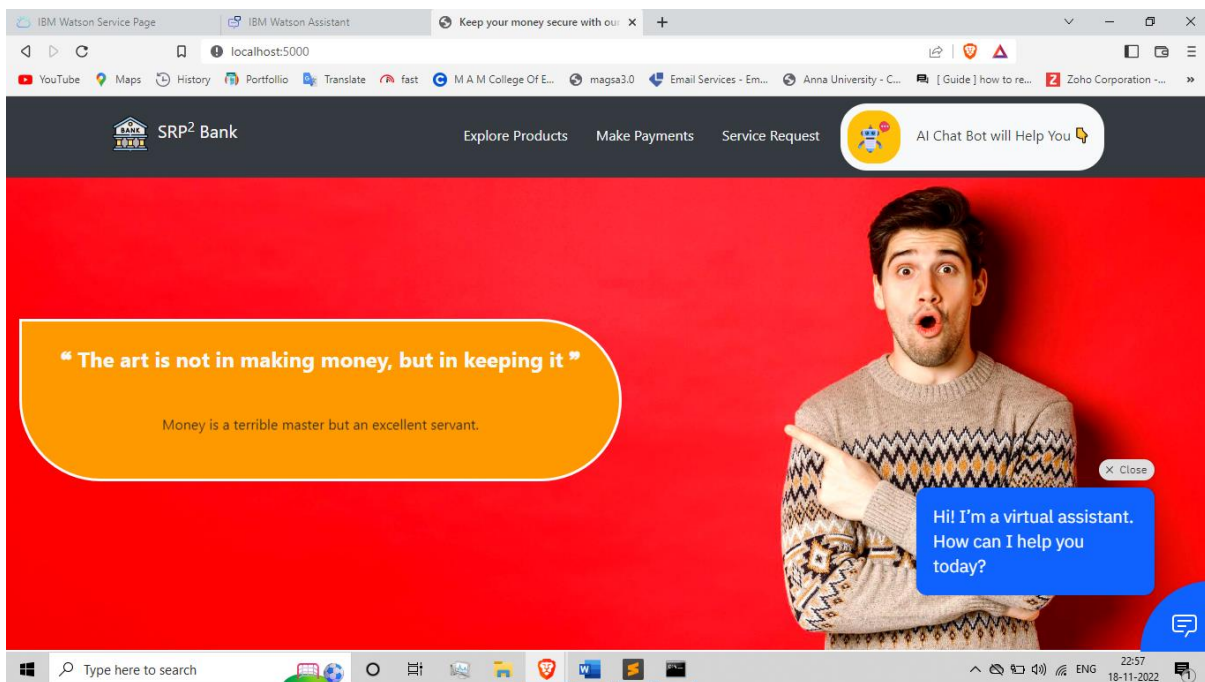 IBM Watson Service Page
IBM Watson Assistant
Keep your money secure with our
localhost:5000
YouTube
Maps
History
Portfollio
Translate
fast
M A M College Of E...
magsa3.0
Email Services - Em...
Anna University - C...
[ Guide ] how to re...
Zoho Corporation -...
BANK
SRP² Bank
Explore Products
Make Payments
Service Request
AI Chat Bot will Help You
❝ The art is not in making money, but in keeping it ❞
Money is a terrible master but an excellent servant.
× Close
Hi! I’m a virtual assistant.
How can I help you
today?
Type here to search
ENG
22:57
18-11-2022